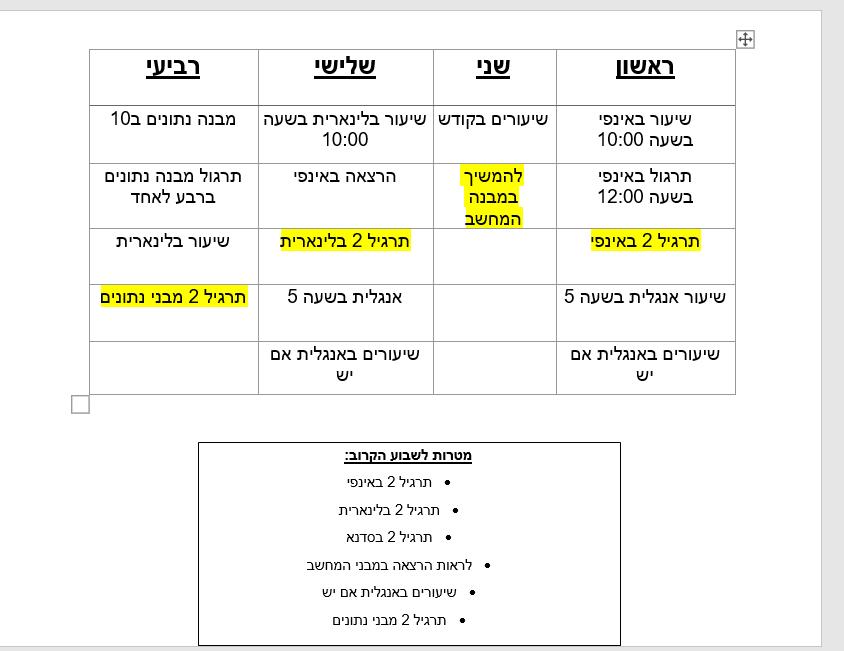 ראשון שני שלישי רביעי
שיעור באינפי בשעה 10:00 שיעורים בקודש שיעור בלינארית בשעה 10:00 מבנה נתונים ב10
תרגול באינפי בשעה 12:00 להמשיך במבנה המחשב הרצאה באינפי תרגול מבנה נתונים ברבע לאחד
תרגיל 2 באינפי תרגיל 2 בלינארית שיעור בלינארית
שיעור אנגלית בשעה 5 אנגלית בשעה 5 תרגיל 2 מבני נתונים
שיעורים באנגלית אם יש שיעורים באנגלית אם יש
מטרות לשבוע הקרוב:
• תרגיל 2 באינפי
• תרגיל 2 בלינארית
• תרגיל 2 בסדנא
• לראות הרצאה במבני המחשב
• שיעורים באנגלית אם יש
• תרגיל 2 מבני נתונים